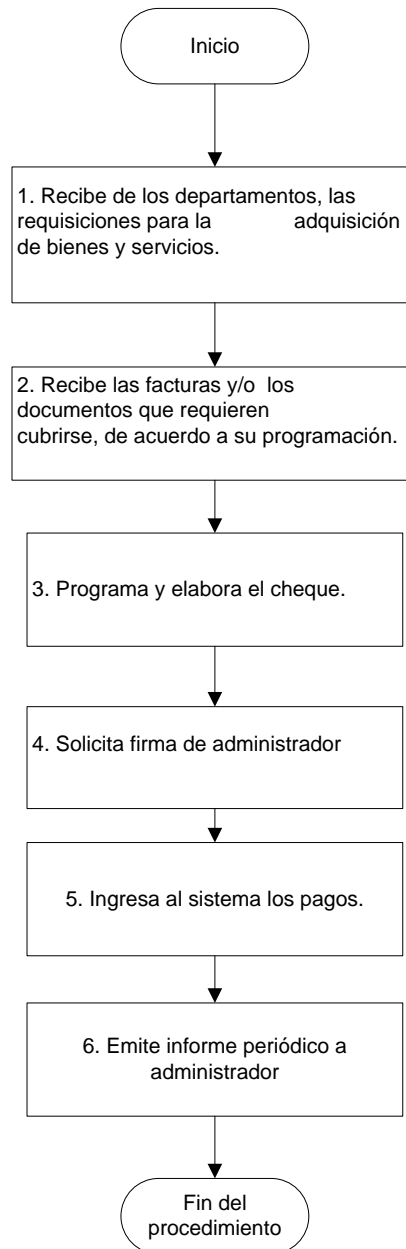 Inicio
1. Recibe de los departamentos, las
requisiciones para la adquisición
de bienes y servicios.
2. Recibe las facturas y/o los
documentos que requieren
cubrirse, de acuerdo a su programación.
3. Programa y elabora el cheque.
4. Solicita firma de administrador
5. Ingresa al sistema los pagos.
6. Emite informe periódico a
administrador
Fin del
procedimiento